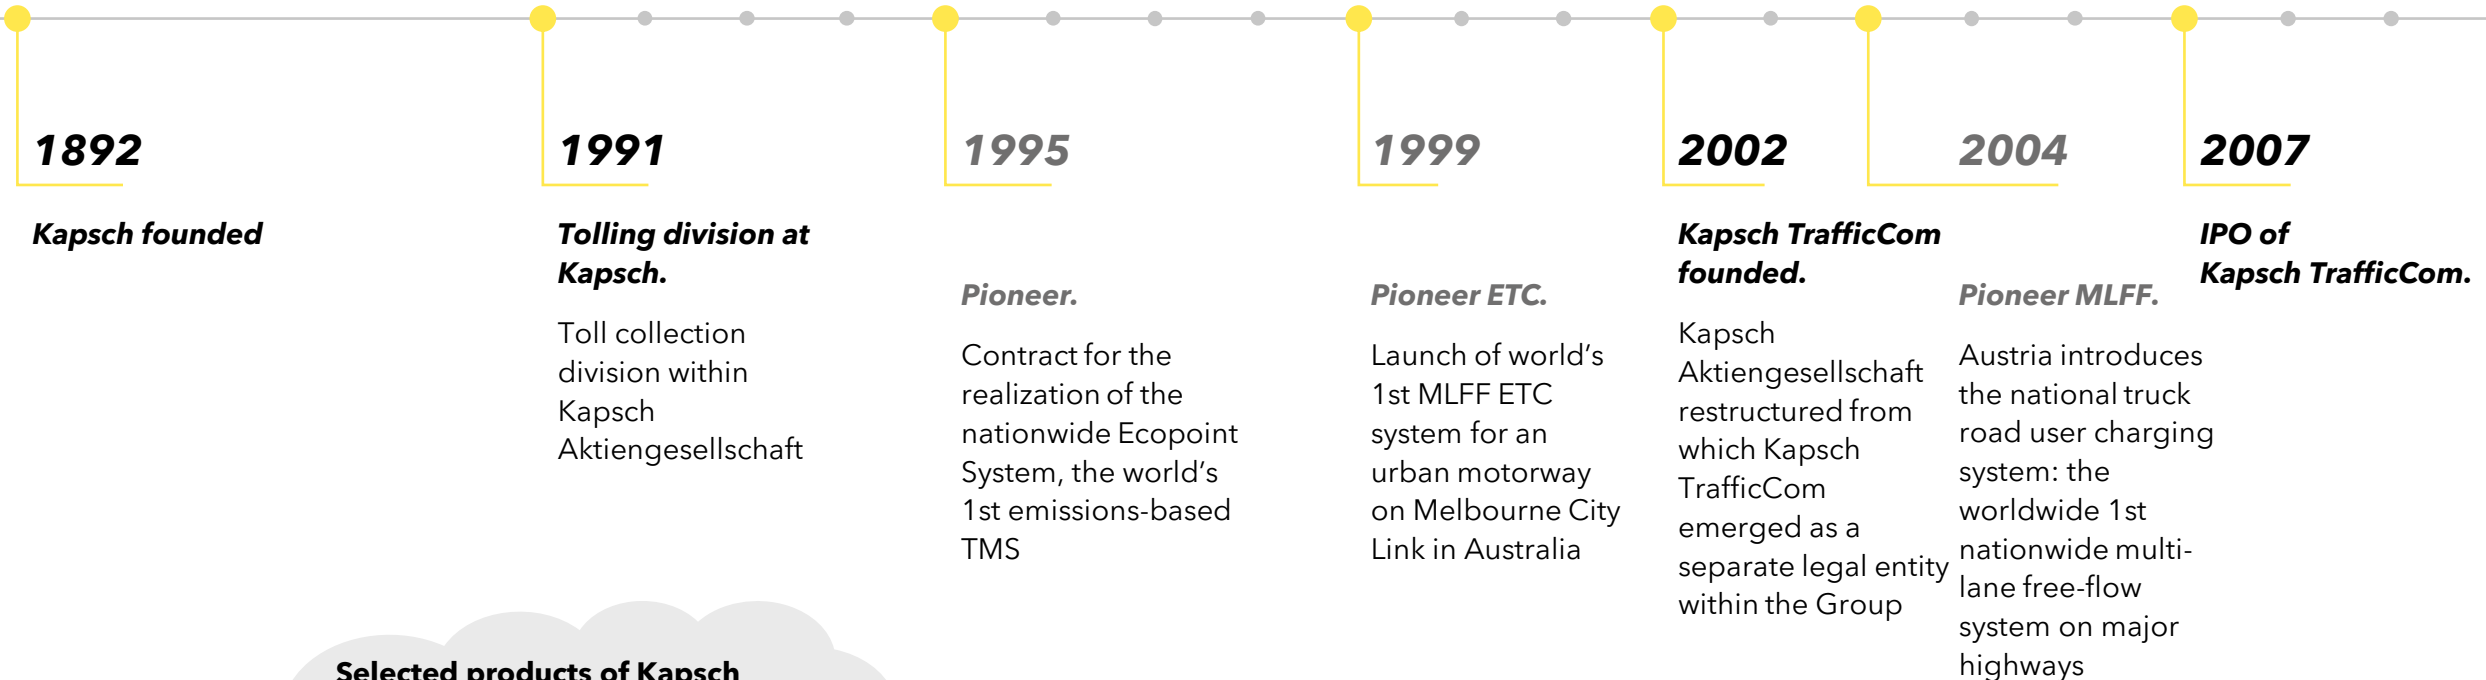 1892
Kapsch founded
1991
Tolling division at
Kapsch.
Toll collection
division within
Kapsch
Aktiengesellschaft
1995
Pioneer.
Contract for the
realization of the
nationwide Ecopoint
System, the world's
1st emissions-based
TMS
1999
Pioneer ETC.
Launch of world's
1st MLFF ETC
system for an
urban motorway
on Melbourne City
Link in Australia
2002
Kapsch TrafficCom
founded.
Kapsch
Aktiengesellschaft
restructured from
which Kapsch
TrafficCom
emerged as a
separate legal entity
within the Group
2004
Pioneer MLFF.
Austria introduces
the national truck
road user charging
system: the
worldwide 1st
nationwide multi-
lane free-flow
system on major
highways
2007
IPO of
Kapsch TrafficCom.
Selected products of Kapsch